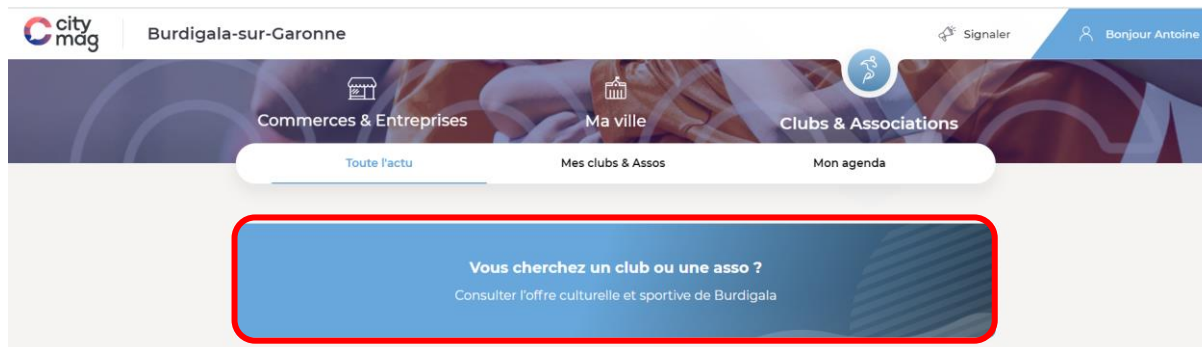 city
mag
Burdigala-sur-Garonne
Signaler
Bonjour Antoine
Commerces & Entreprises
Ma ville
Clubs & Associations
Toute l'actu
Mes clubs & Assos
Mon agenda
Vous cherchez un club ou une asso ?
Consulter l'offre culturelle et sportive de Burdigala